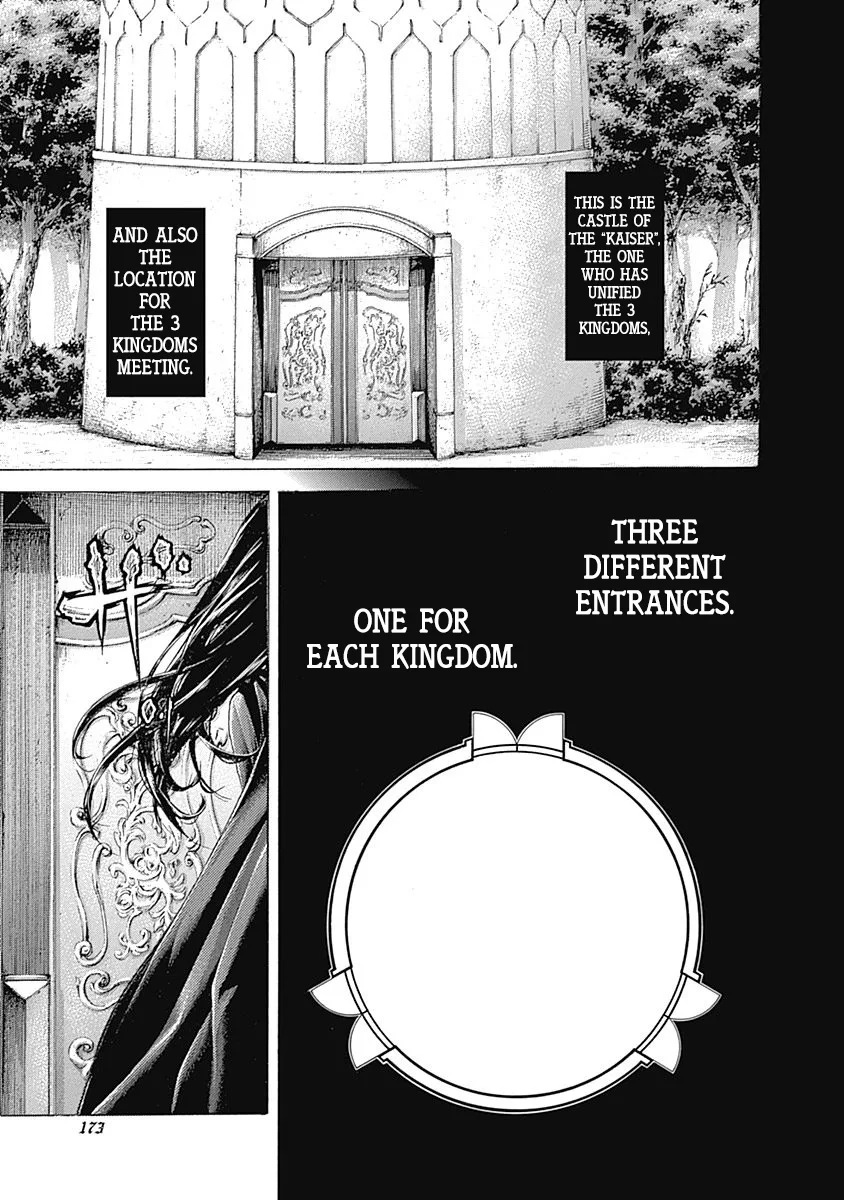 THIS IS THE
CASTLE OF
THE "KAISER",
THE ONE
WHO HAS
UNIFIED
THE 3
KINGDOMS,
AND ALSO
THE
LOCATION
FOR
THE 3
KINGDOMS
MEETING.
THREE
DIFFERENT
ENTRANCES.
ONE FOR
EACH KINGDOM.
173